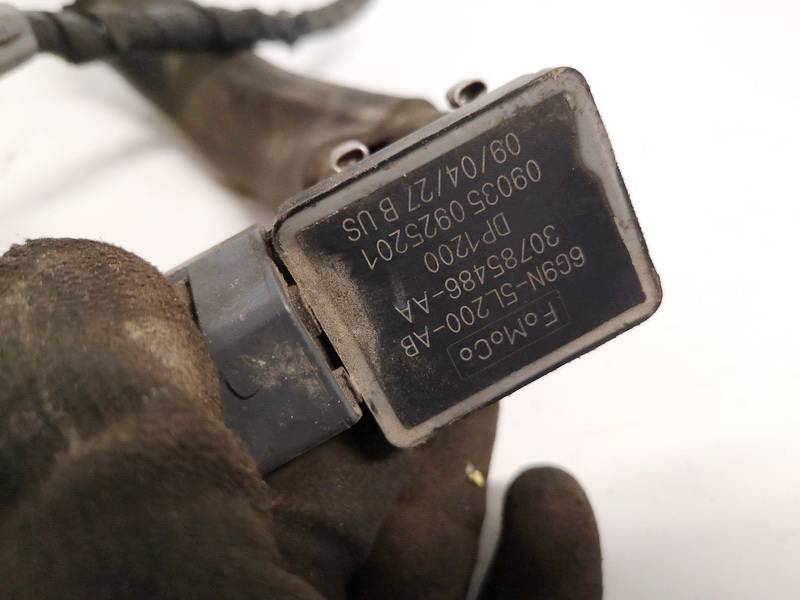 FoMoCo
6G9N-5L200-AB
30785486-AA
DP1200
09035 0925201
09/04/27 B US